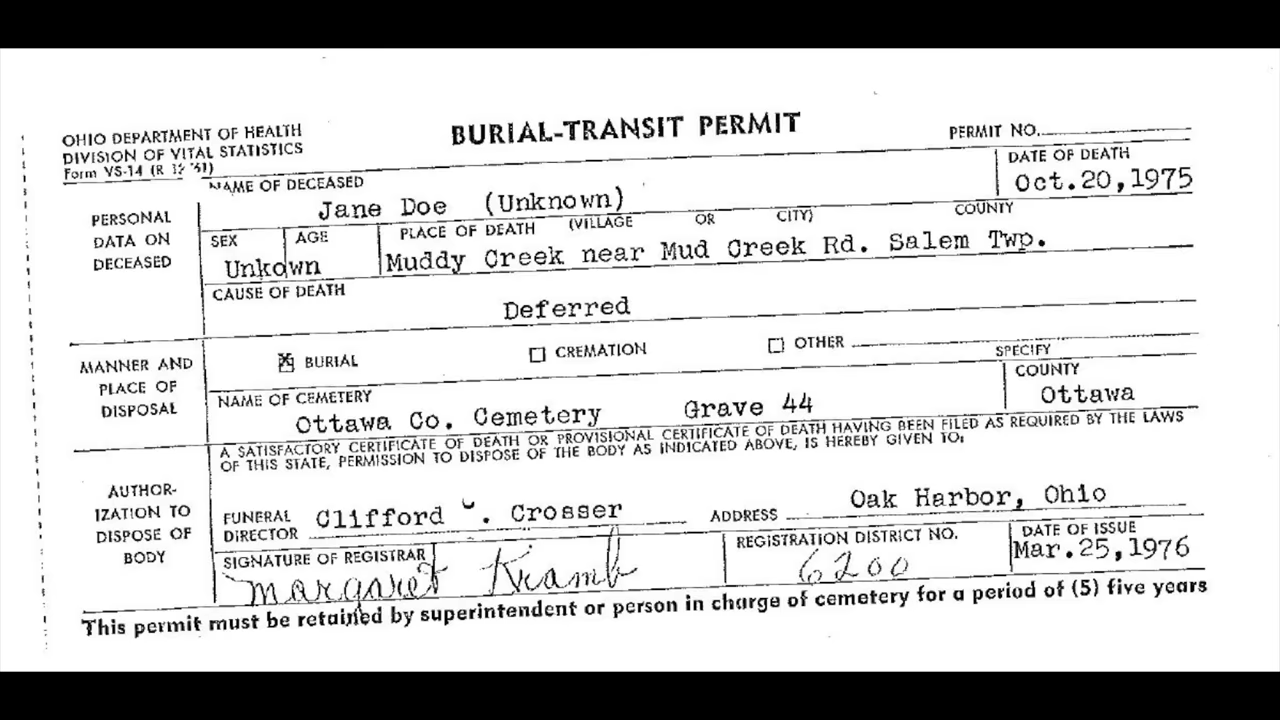 OHIO DEPARTMENT OF HEALTH
DIVISION OF VITAL STATISTICS
Form VS-14 (R 12 '61)
BURIAL-TRANSIT PERMIT
PERMIT NO.
NAME OF DECEASED
Jane Doe (Unknown)
DATE OF DEATH
Oct.20,1975
PERSONAL
DATA ON
DECEASED
SEX AGE
Unkown
PLACE OF DEATH (VILLAGE OR CITY) COUNTY
Muddy Creek near Mud Creek Rd. Salem Twp.
CAUSE OF DEATH
Deferred
MANNER AND
PLACE OF
DISPOSAL
BURIAL CREMATION OTHER
SPECIFY
NAME OF CEMETERY
Ottawa Co. Cemetery Grave 44
COUNTY
Ottawa
A SATISFACTORY CERTIFICATE OF DEATH OR PROVISIONAL CERTIFICATE OF DEATH HAVING BEEN FILED AS REQUIRED BY THE LAWS
OF THIS STATE, PERMISSION TO DISPOSE OF THE BODY AS INDICATED ABOVE, IS HEREBY GIVEN TO:
AUTHOR-
IZATION TO
DISPOSE OF
BODY
FUNERAL
DIRECTOR Clifford . Crosser
ADDRESS Oak Harbor, Ohio
SIGNATURE OF REGISTRAR
Margaret Kramb
REGISTRATION DISTRICT NO.
6200
DATE OF ISSUE
Mar.25,1976
This permit must be retained by superintendent or person in charge of cemetery for a period of (5) five years